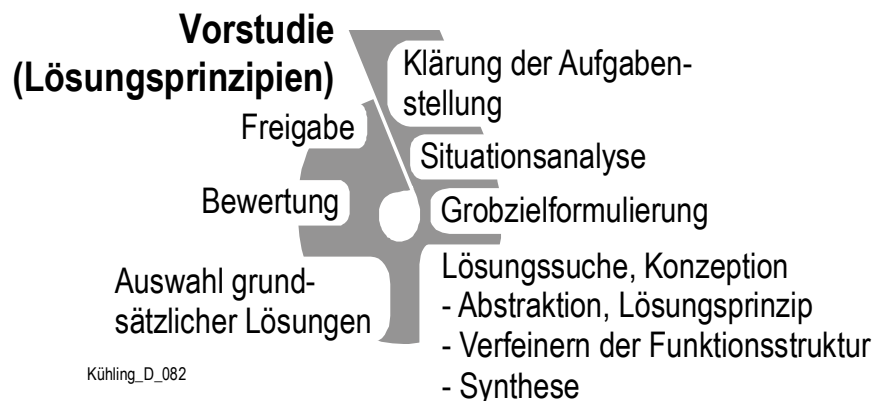 Vorstudie
(Lösungsprinzipien)
Klärung der Aufgaben-
stellung
Freigabe
Situationsanalyse
Bewertung
Grobzielformulierung
Lösungssuche, Konzeption
- Abstraktion, Lösungsprinzip
- Verfeinern der Funktionsstruktur
- Synthese
Auswahl grund-
sätzlicher Lösungen
Kühling_D_082